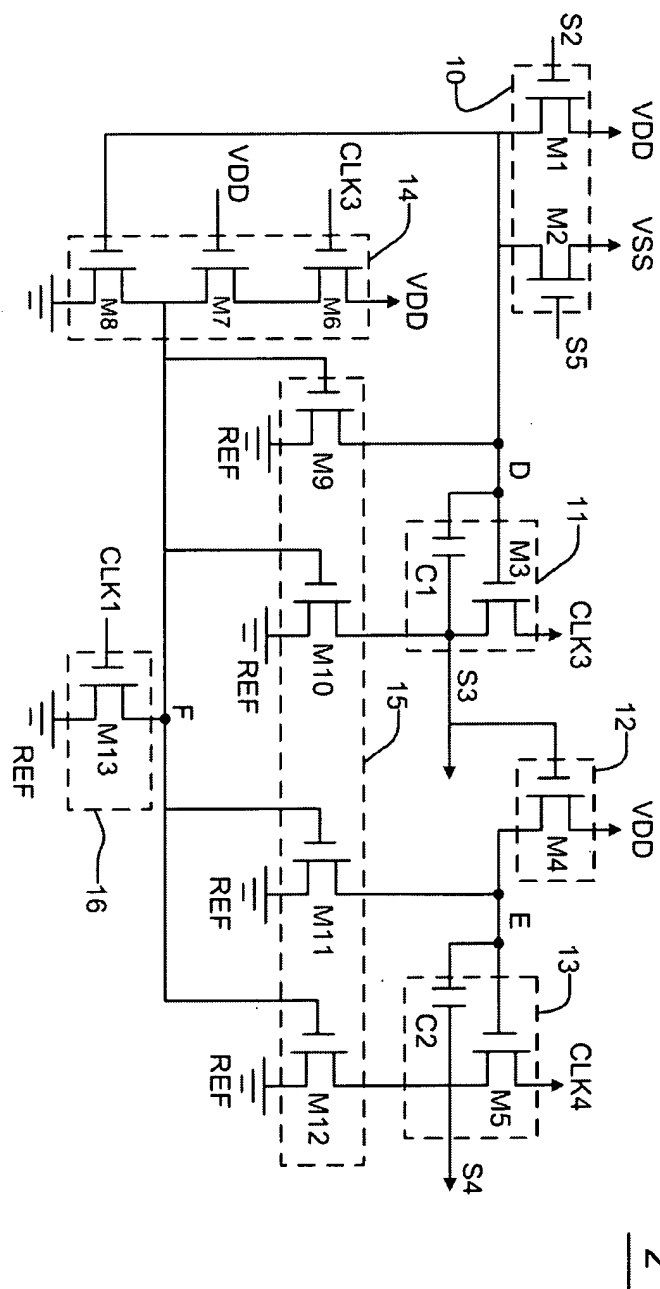 S2
VDD
VSS
10
M1
M2
S5
CLK3
VDD
14
VDD
M6
M7
M8
D
11
M3
C1
CLK3
S3
M9
REF
M10
REF
15
12
VDD
M4
E
13
CLK4
C2
M5
S4
M11
REF
M12
REF
CLK1
F
M13
REF
16